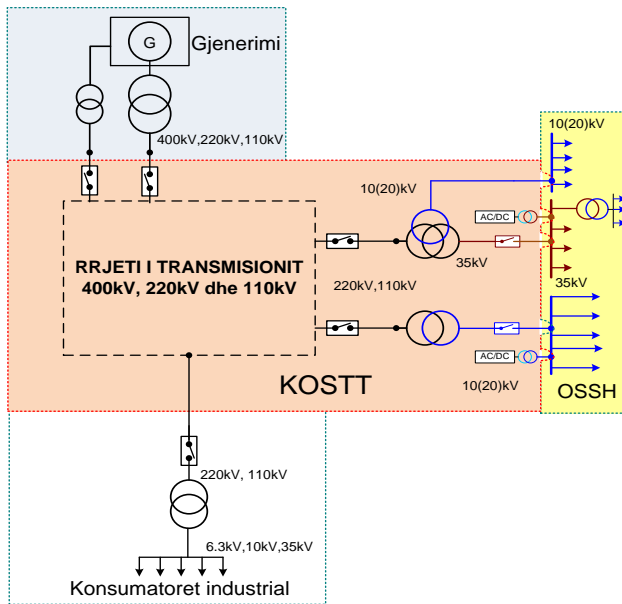 G
Gjenerimi
400kV,220kV,110kV
10(20)kV
10(20)kV
AC/DC
35kV
35kV
RRJETI I TRANSMISIONIT
400kV, 220kV dhe 110kV
220kV,110kV
AC/DC
10(20)kV
KOSTT
OSSH
220kV, 110kV
6.3kV,10kV,35kV
Konsumatoret industrial